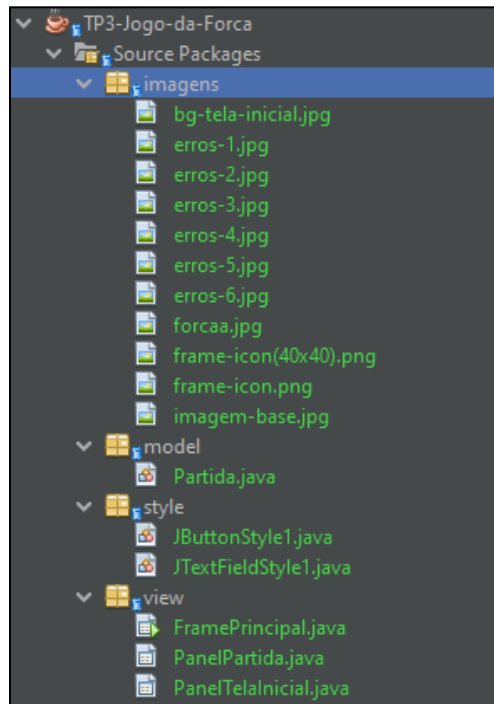 TP3-Jogo-da-Forca
Source Packages
imagens
bg-tela-inicial.jpg
erros-1.jpg
erros-2.jpg
erros-3.jpg
erros-4.jpg
erros-5.jpg
erros-6.jpg
forcaa.jpg
frame-icon(40x40).png
frame-icon.png
imagem-base.jpg
model
Partida.java
style
JButtonStyle1.java
JTextFieldStyle1.java
view
FramePrincipal.java
PanelPartida.java
PanelTelaInicial.java